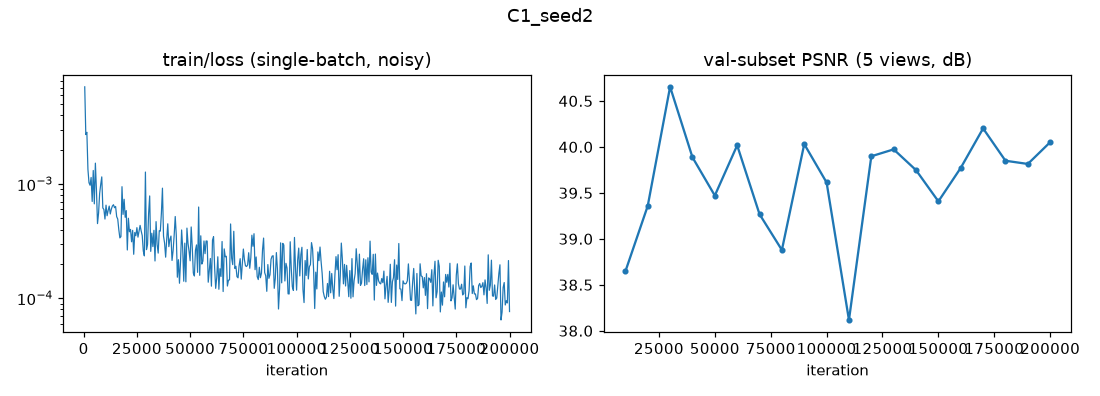 C1_seed2
train/loss (single-batch, noisy)
val-subset PSNR (5 views, dB)
10⁻³
10⁻⁴
0 25000 50000 75000 100000 125000 150000 175000 200000
iteration
40.5
40.0
39.5
39.0
38.5
38.0
25000 50000 75000 100000 125000 150000 175000 200000
iteration